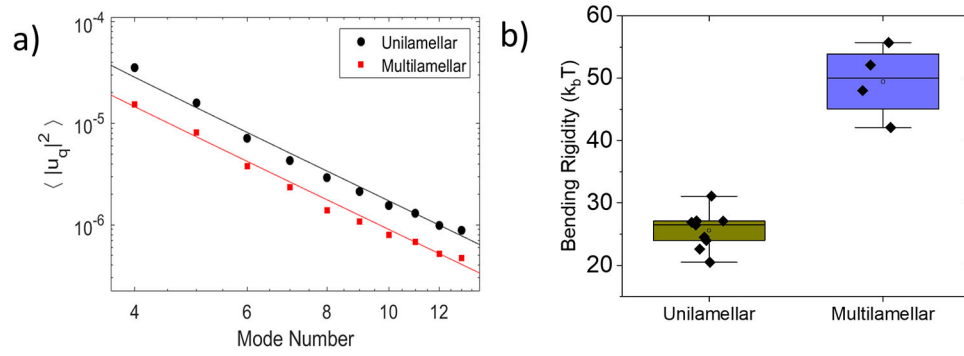 a)
⟨ |u_q|² ⟩
10⁻⁴
10⁻⁵
10⁻⁶
4
6
8
10
12
Mode Number
Unilamellar
Multilamellar
b)
Bending Rigidity (k_bT)
60
50
40
30
20
Unilamellar
Multilamellar